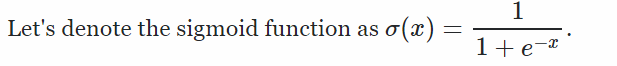 Let's denote the sigmoid function as σ(x) = 1 / (1 + e^{-x}).